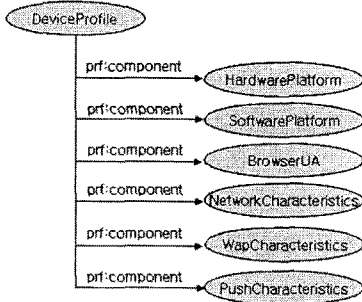 DeviceProfile
prf:component
HardwarePlatform
prf:component
SoftwarePlatform
prf:component
BrowserUA
prf:component
NetworkCharacteristics
prf:component
WapCharacteristics
prf:component
PushCharacteristics